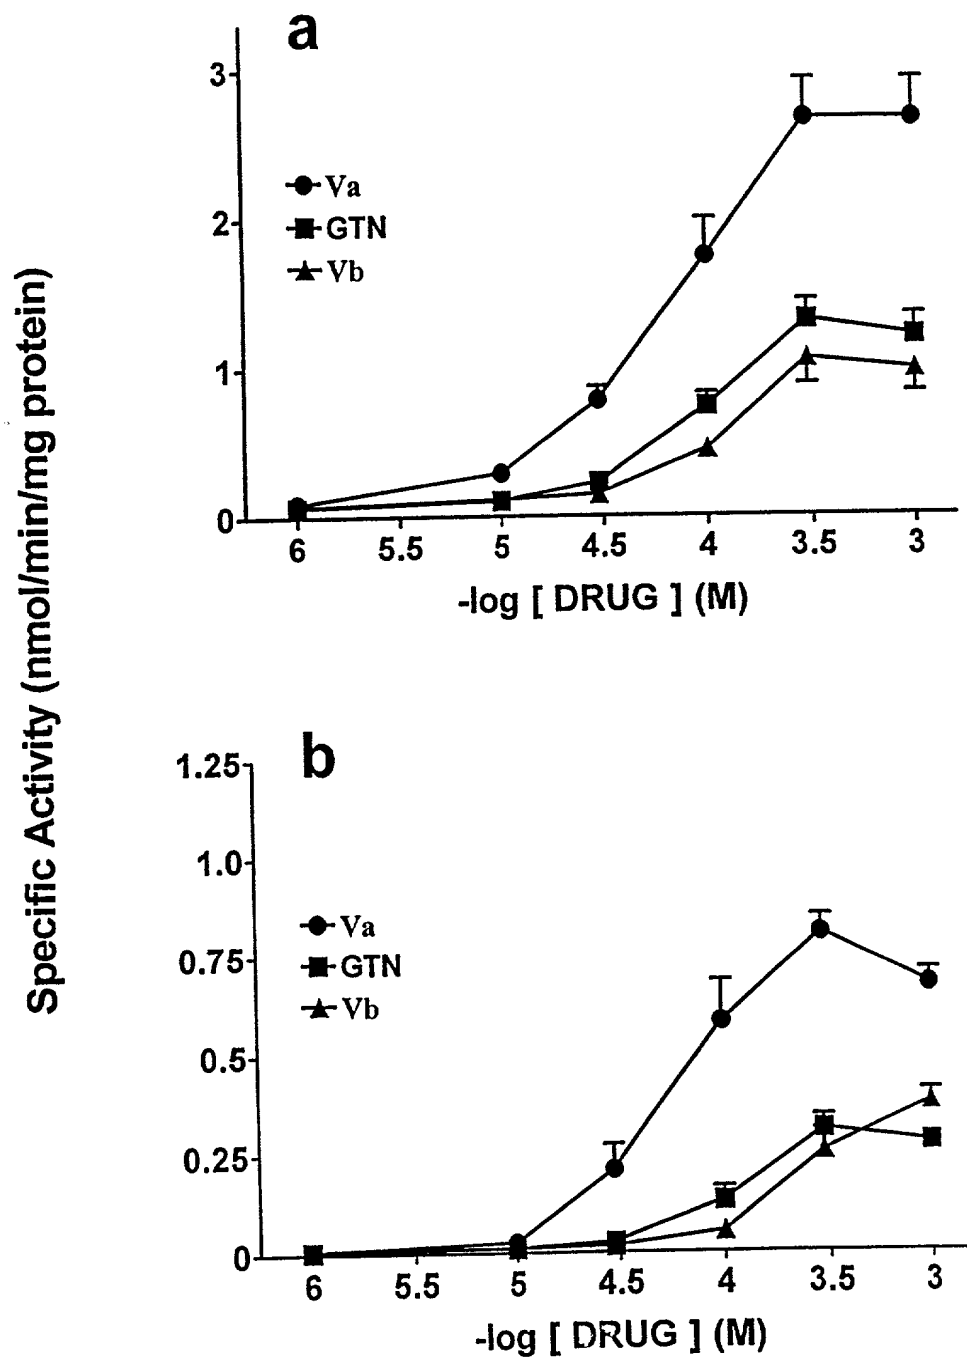 a
3
2
1
0
Va
GTN
Vb
6 5.5 5 4.5 4 3.5 3
-log [ DRUG ] (M)
Specific Activity (nmol/min/mg protein)
b
1.25
1.0
0.75
0.5
0.25
0
Va
GTN
Vb
6 5.5 5 4.5 4 3.5 3
-log [ DRUG ] (M)